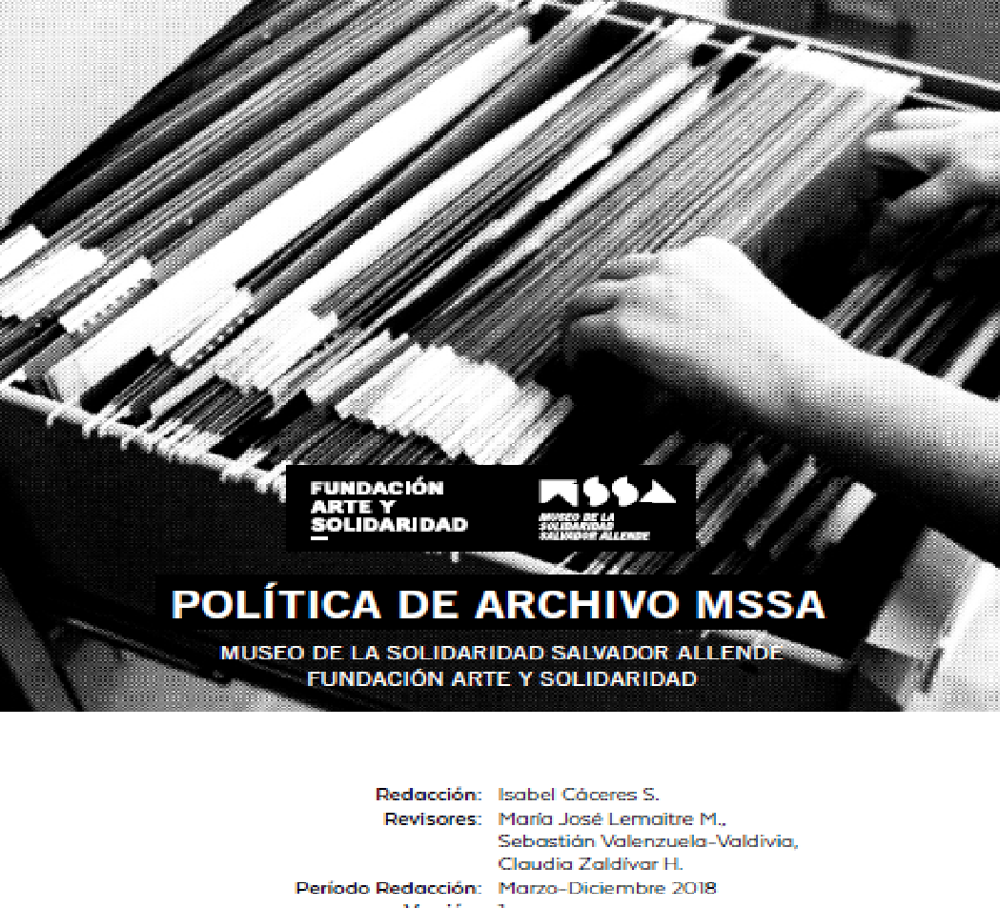 FUNDACIÓN
ARTE Y
SOLIDARIDAD
MSSA
MUSEO DE LA
SOLIDARIDAD
SALVADOR ALLENDE
POLÍTICA DE ARCHIVO MSSA
MUSEO DE LA SOLIDARIDAD SALVADOR ALLENDE
FUNDACIÓN ARTE Y SOLIDARIDAD
Redacción: Isabel Cáceres S.
Revisores: María José Lemaitre M.,
Sebastián Valenzuela-Valdivia,
Claudia Zaldívar H.
Período Redacción: Marzo-Diciembre 2018